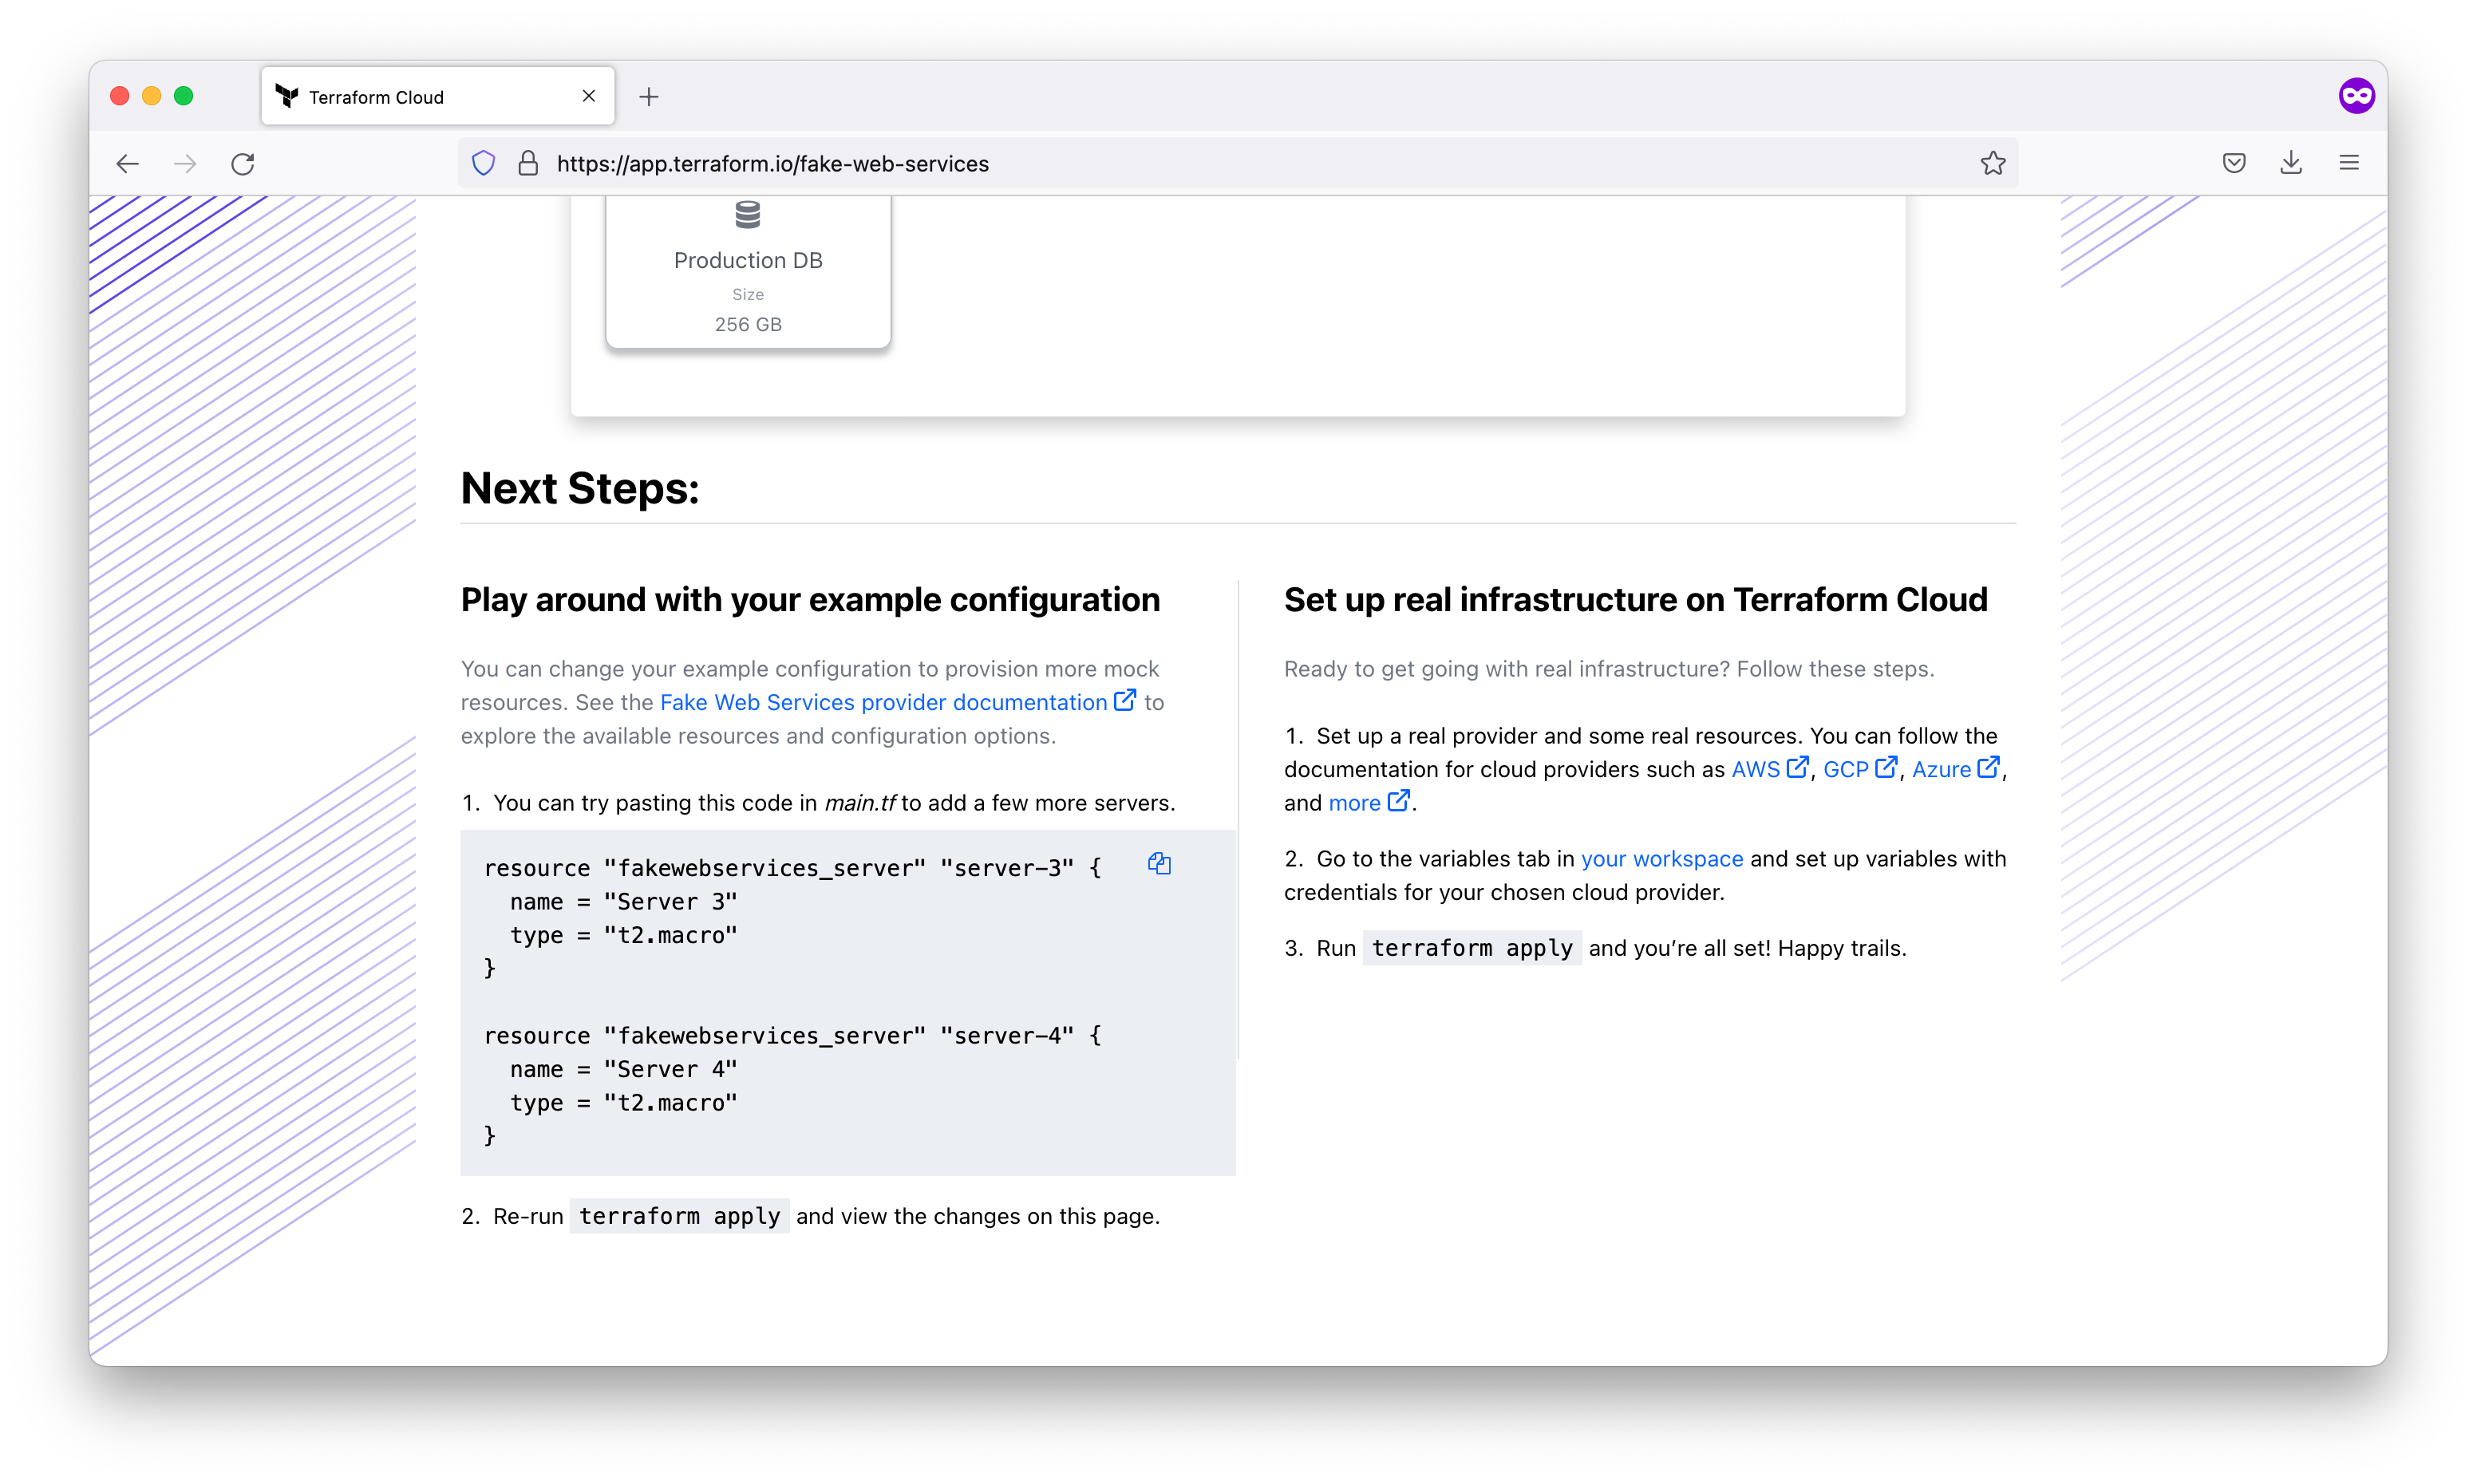 Terraform Cloud
https://app.terraform.io/fake-web-services
Production DB
Size
256 GB
Next Steps:
Play around with your example configuration
You can change your example configuration to provision more mock
resources. See the Fake Web Services provider documentation to
explore the available resources and configuration options.
1. You can try pasting this code in main.tf to add a few more servers.
resource "fakewebservices_server" "server-3" {
  name = "Server 3"
  type = "t2.macro"
}
resource "fakewebservices_server" "server-4" {
  name = "Server 4"
  type = "t2.macro"
}
2. Re-run terraform apply and view the changes on this page.
Set up real infrastructure on Terraform Cloud
Ready to get going with real infrastructure? Follow these steps.
1. Set up a real provider and some real resources. You can follow the
documentation for cloud providers such as AWS, GCP, Azure,
and more.
2. Go to the variables tab in your workspace and set up variables with
credentials for your chosen cloud provider.
3. Run terraform apply and you’re all set! Happy trails.